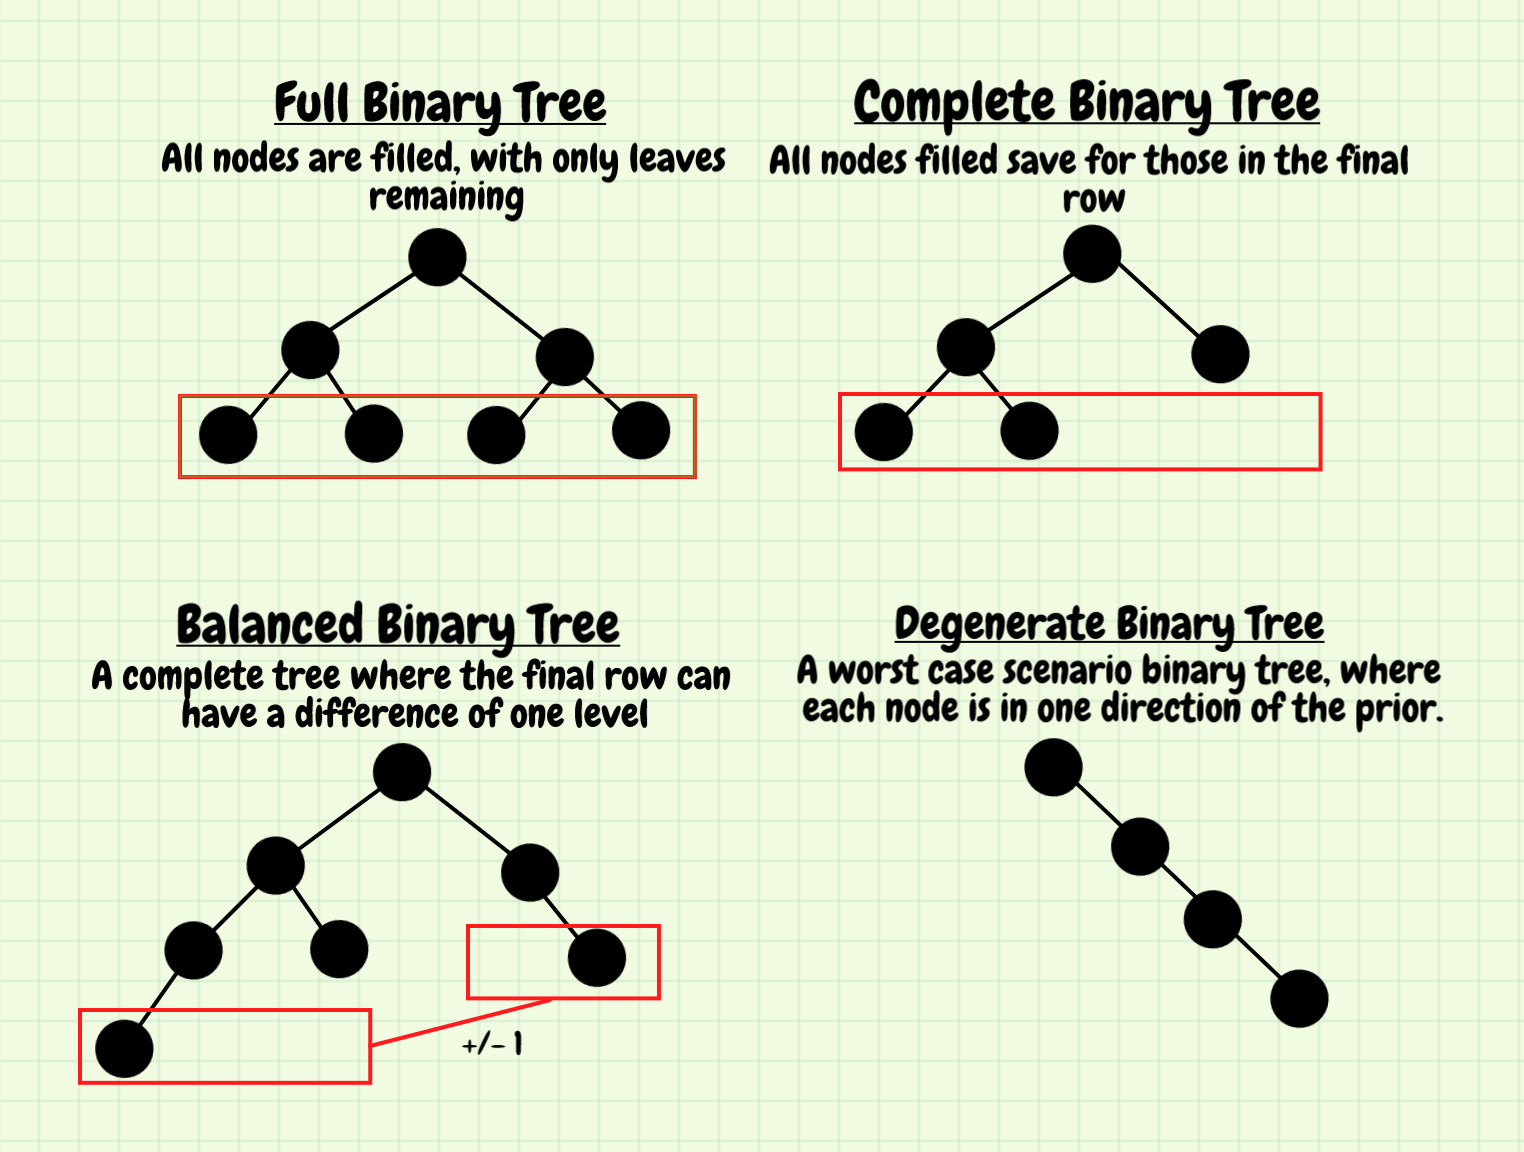 Full Binary Tree
All nodes are filled, with only leaves
remaining
Complete Binary Tree
All nodes filled save for those in the final
row
Balanced Binary Tree
A complete tree where the final row can
have a difference of one level
+/- 1
Degenerate Binary Tree
A worst case scenario binary tree, where
each node is in one direction of the prior.